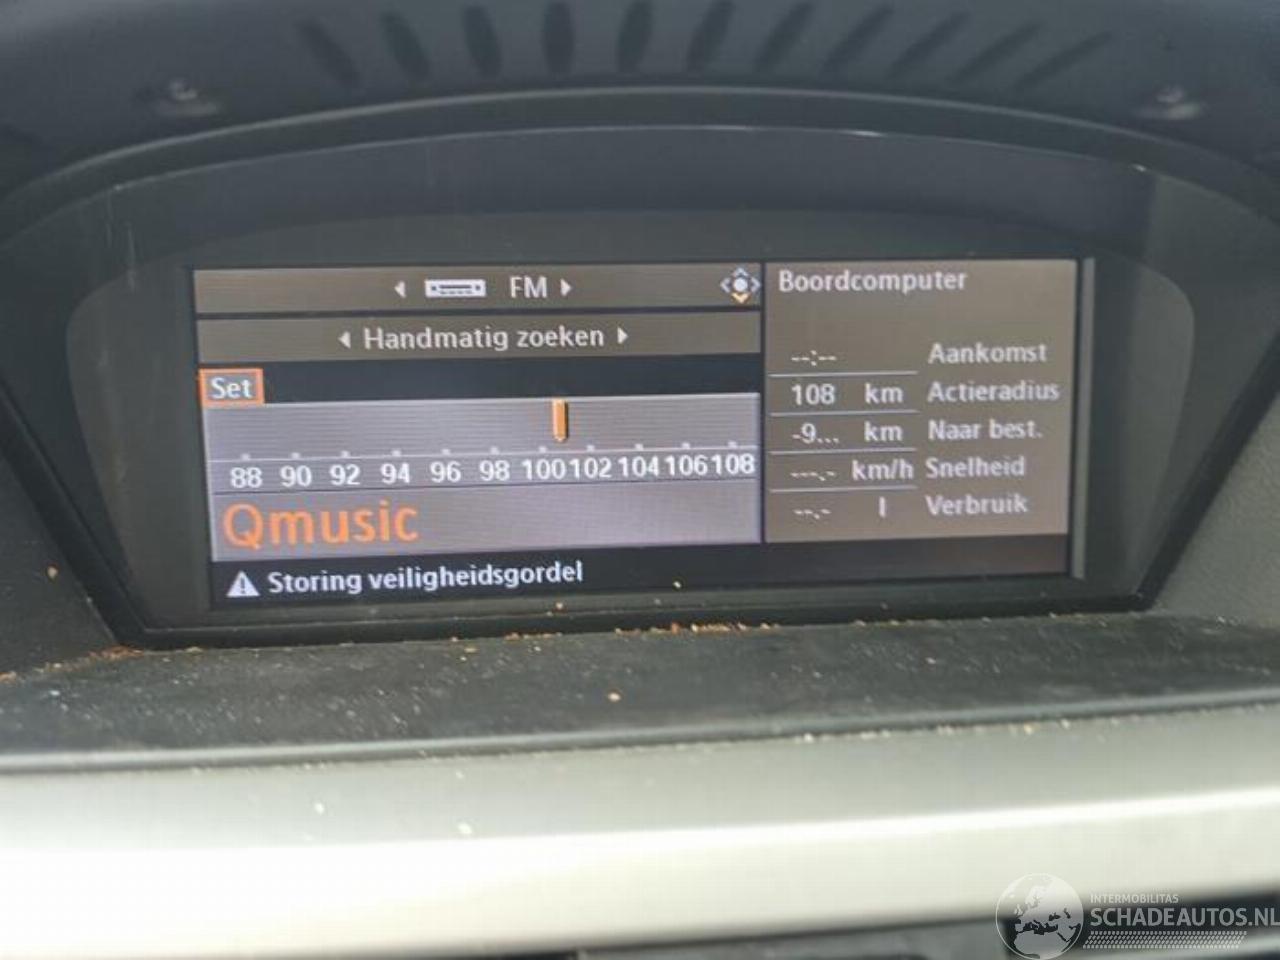 FM
Handmatig zoeken
Set
88 90 92 94 96 98 100 102 104 106 108
Qmusic
Storing veiligheidsgordel
Boordcomputer
--:-- Aankomst
108 km Actieradius
-9... km Naar best.
---.- km/h Snelheid
--.- l Verbruik
INTERMOBILITAS
SCHADEAUTOS.NL